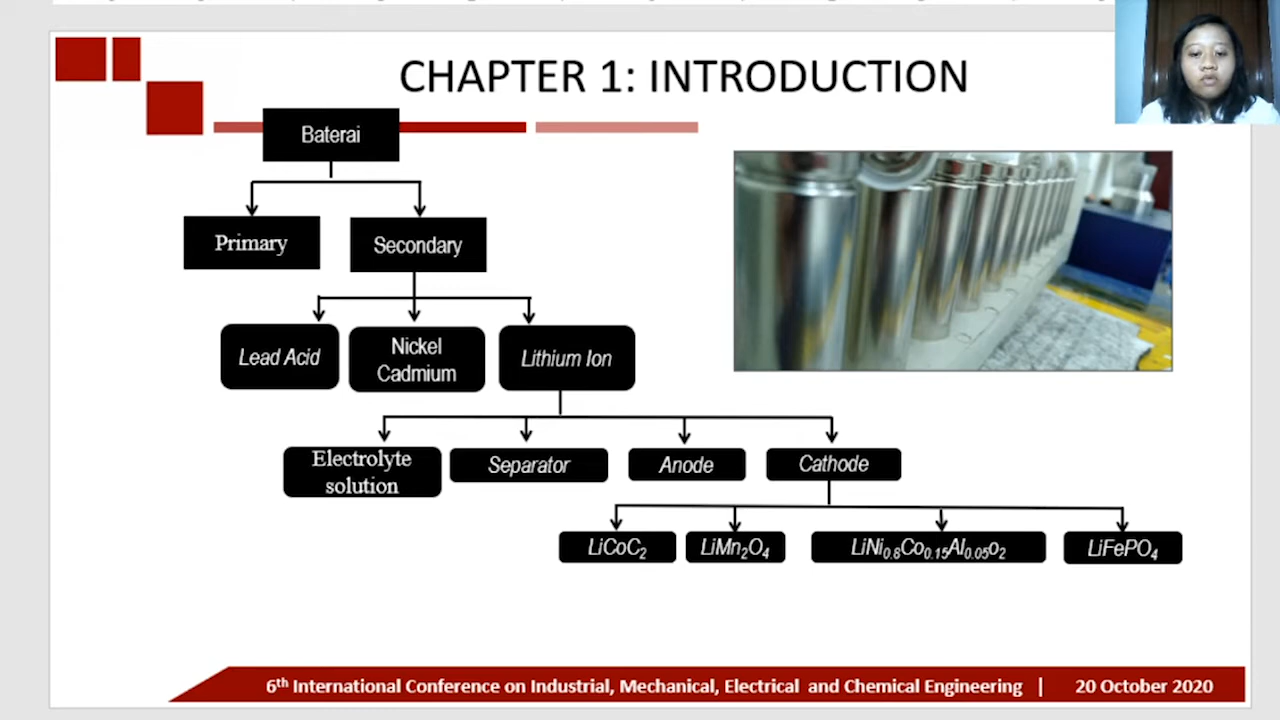 CHAPTER 1: INTRODUCTION
Baterai
Primary
Secondary
Lead Acid
Nickel
Cadmium
Lithium Ion
Electrolyte
solution
Separator
Anode
Cathode
LiCoC₂
LiMn₂O₄
LiNi₀.₈Co₀.₁₅Al₀.₀₅o₂
LiFePO₄
6th International Conference on Industrial, Mechanical, Electrical and Chemical Engineering | 20 October 2020